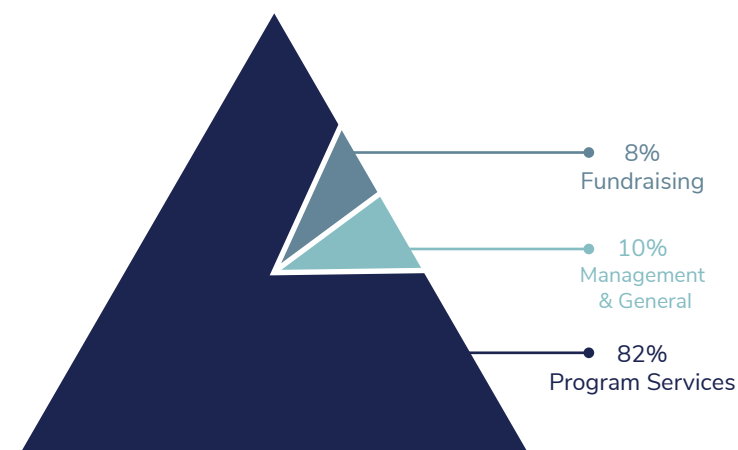 8%
Fundraising
10%
Management
& General
82%
Program Services